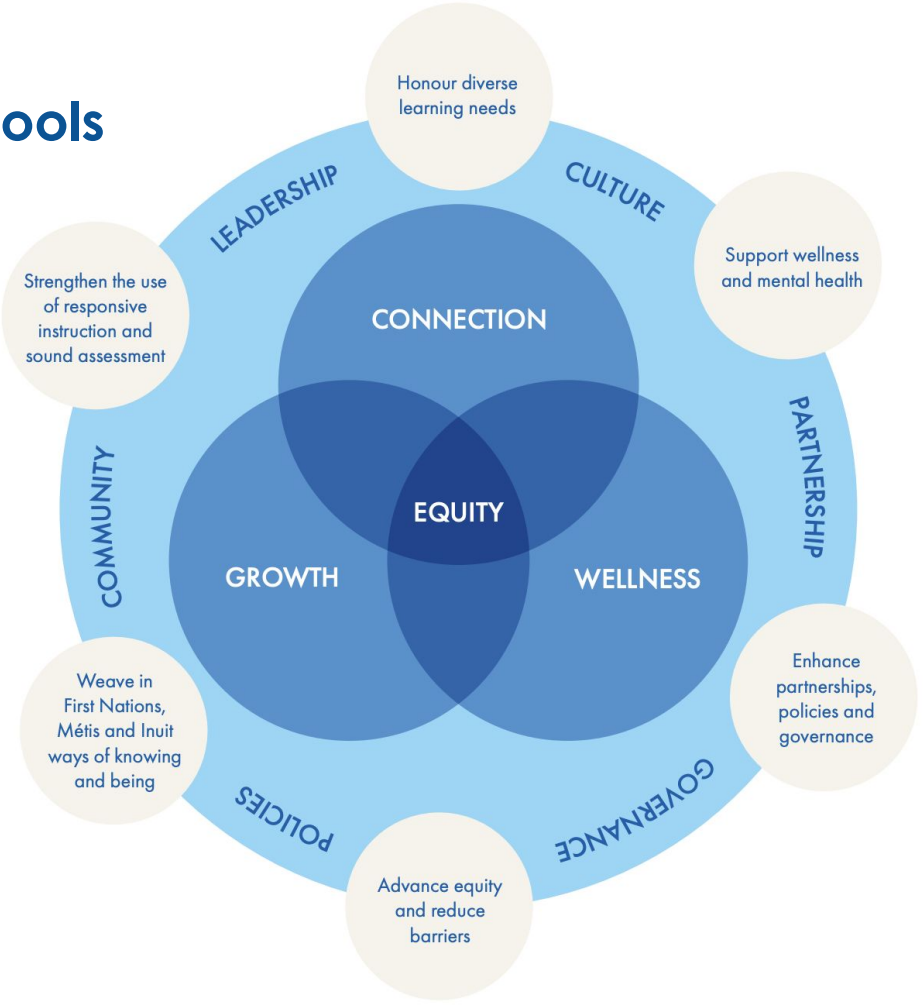 ools
Honour diverse
learning needs
LEADERSHIP
CULTURE
Support wellness
and mental health
Strengthen the use
of responsive
instruction and
sound assessment
CONNECTION
PARTNERSHIP
COMMUNITY
EQUITY
GROWTH
WELLNESS
Weave in
First Nations,
Métis and Inuit
ways of knowing
and being
Enhance
partnerships,
policies and
governance
POLICIES
GOVERNANCE
Advance equity
and reduce
barriers